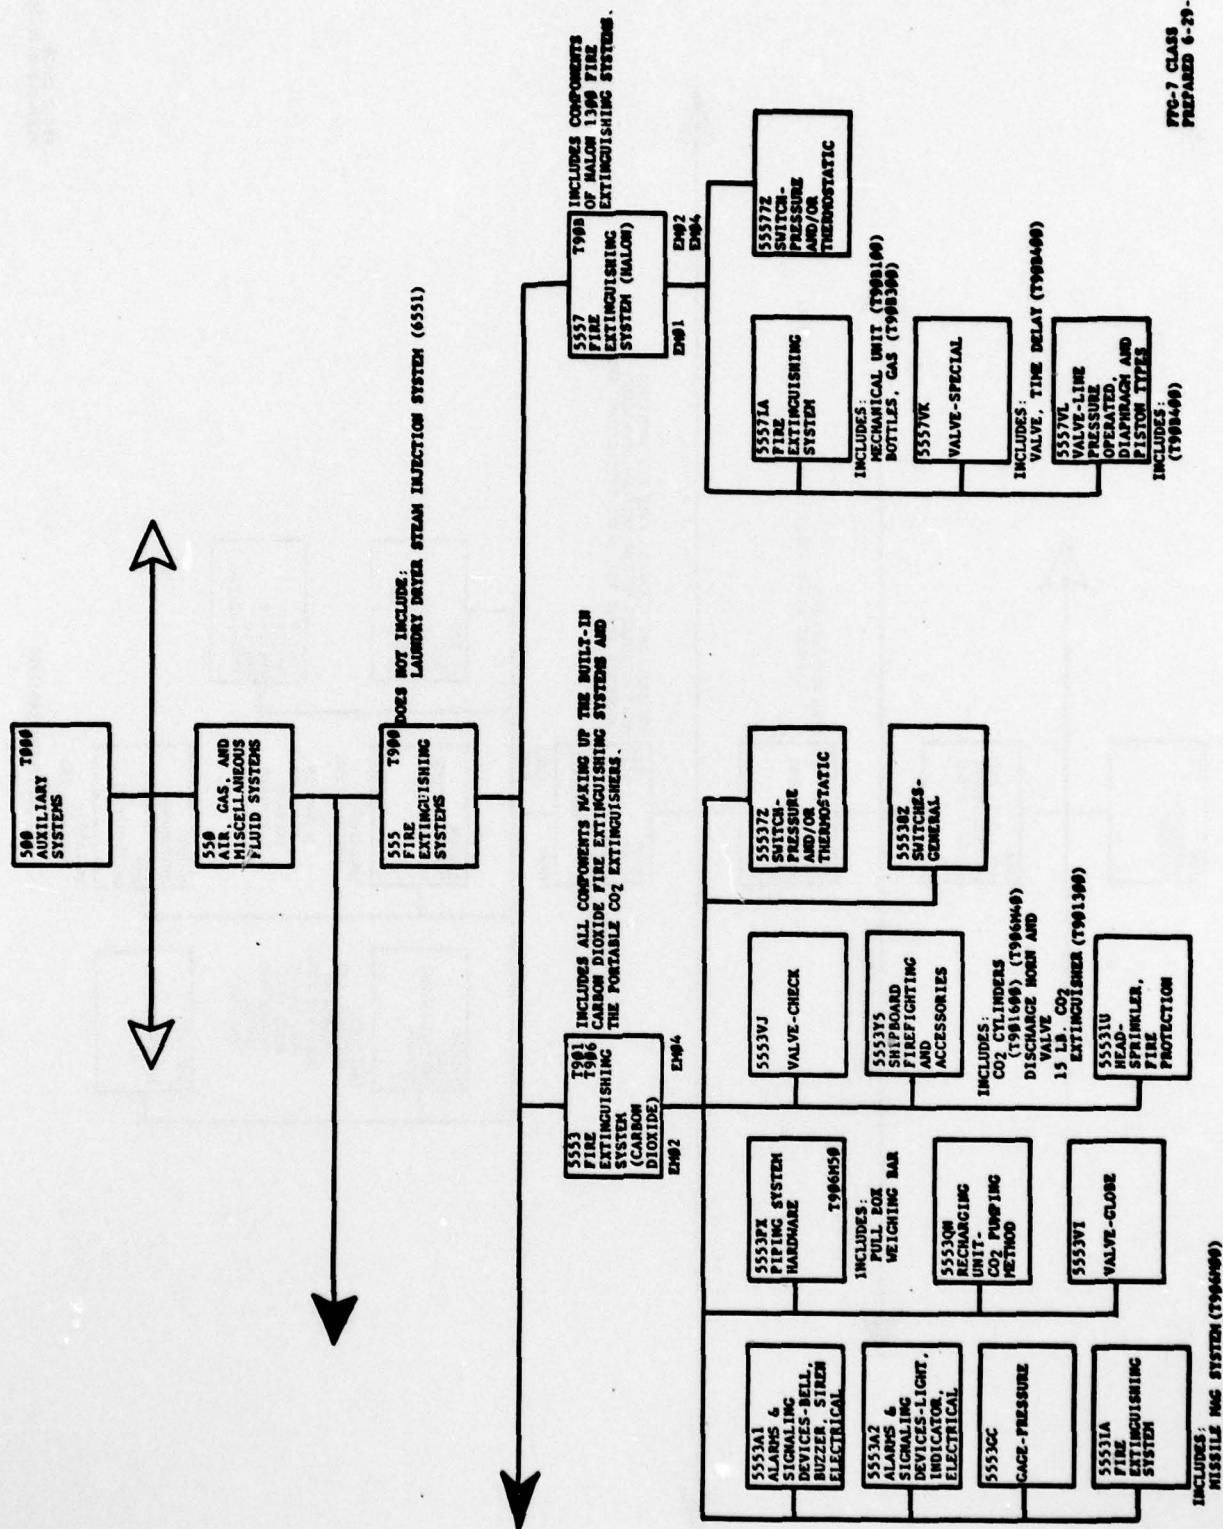 500 T000
AUXILIARY
SYSTEMS
550
AIR, GAS, AND
MISCELLANEOUS
FLUID SYSTEMS
555 T900
FIRE
EXTINGUISHING
SYSTEMS
DOES NOT INCLUDE:
LAUNDRY DRYER STEAM INJECTION SYSTEM (6551)
5553 T901
FIRE T906
EXTINGUISHING
SYSTEM
(CARBON
DIOXIDE)
EM02 EM04
INCLUDES ALL COMPONENTS MAKING UP THE BUILT-IN
CARBON DIOXIDE FIRE EXTINGUISHING SYSTEMS AND
THE PORTABLE CO2 EXTINGUISHERS.
5557 T90B
FIRE
EXTINGUISHING
SYSTEM (HALON)
EM01 EM02
EM04
INCLUDES COMPONENTS
OF HALON 1300 FIRE
EXTINGUISHING SYSTEMS.
5553A1
ALARMS &
SIGNALING
DEVICES-BELL,
BUZZER, SIREN
ELECTRICAL
5553A2
ALARMS &
SIGNALING
DEVICES-LIGHT,
INDICATOR,
ELECTRICAL
5553GC
GAGE-PRESSURE
5553IA
FIRE
EXTINGUISHING
SYSTEM
INCLUDES:
MISSILE MAG SYSTEM (T906M00)
5553PX
PIPING SYSTEM
HARDWARE
T906M50
INCLUDES:
PULL BOX
WEIGHING BAR
5553QN
RECHARGING
UNIT-
CO2 PUMPING
METHOD
5553VI
VALVE-GLOBE
5553VJ
VALVE-CHECK
5553Y5
SHIPBOARD
FIREFIGHTING
AND
ACCESSORIES
INCLUDES:
CO2 CYLINDERS
(T901600) (T906M40)
DISCHARGE HORN AND
VALVE
15 LB. CO2
EXTINGUISHER (T901300)
5553IU
HEAD-
SPRINKLER,
FIRE
PROTECTION
55537Z
SWITCH-
PRESSURE
AND/OR
THERMOSTATIC
5553BZ
SWITCHES-
GENERAL
5557IA
FIRE
EXTINGUISHING
SYSTEM
INCLUDES:
MECHANICAL UNIT (T90B100)
BOTTLES, GAS (T90B300)
5557VK
VALVE-SPECIAL
INCLUDES:
VALVE, TIME DELAY (T90B400)
5557VL
VALVE-LINE
PRESSURE
OPERATED,
DIAPHRAGM AND
PISTON TYPES
INCLUDES:
(T90B400)
55577Z
SWITCH-
PRESSURE
AND/OR
THERMOSTATIC
FFG-7 CLASS
PREPARED 6-29-